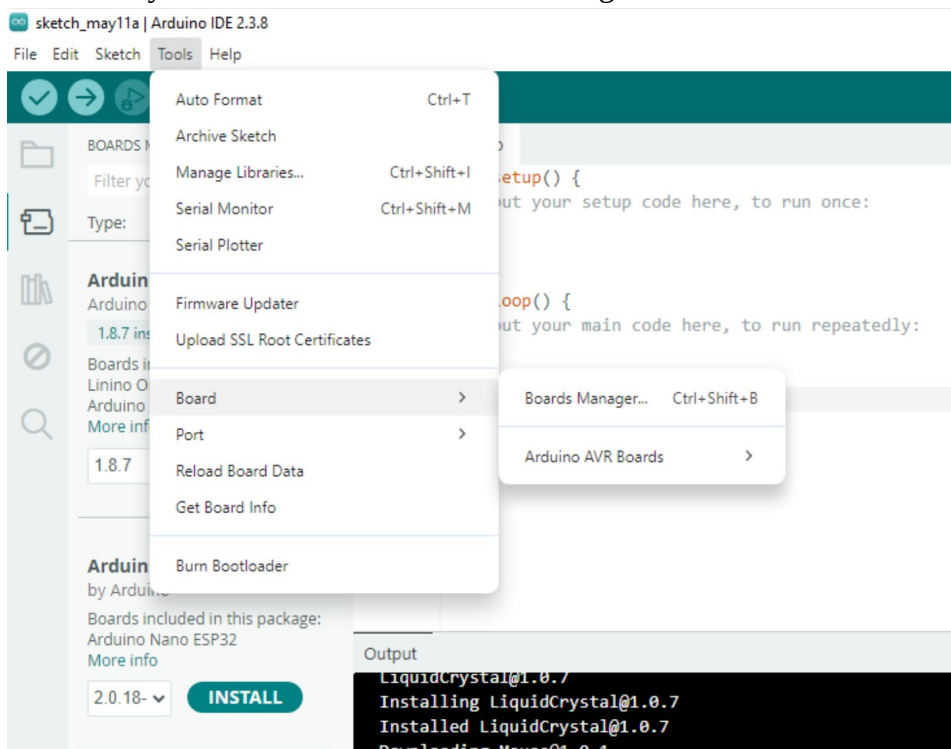 sketch_may11a | Arduino IDE 2.3.8
File Edit Sketch Tools Help
Auto Format Ctrl+T
Archive Sketch
Manage Libraries... Ctrl+Shift+I
Serial Monitor Ctrl+Shift+M
Serial Plotter
Firmware Updater
Upload SSL Root Certificates
Board
Port
Reload Board Data
Get Board Info
Burn Bootloader
Boards Manager... Ctrl+Shift+B
Arduino AVR Boards
BOARDS
Filter
Type:
Arduin
Arduino
1.8.7
Boards
Linino
Arduino
More
1.8.7
Arduin
by
Boards included in this package:
Arduino Nano ESP32
More info
2.0.18-
INSTALL
etup() {
ut your setup code here, to run once:
oop() {
ut your main code here, to run repeatedly:
Output
LiquidCrystal@1.0.7
Installing LiquidCrystal@1.0.7
Installed LiquidCrystal@1.0.7